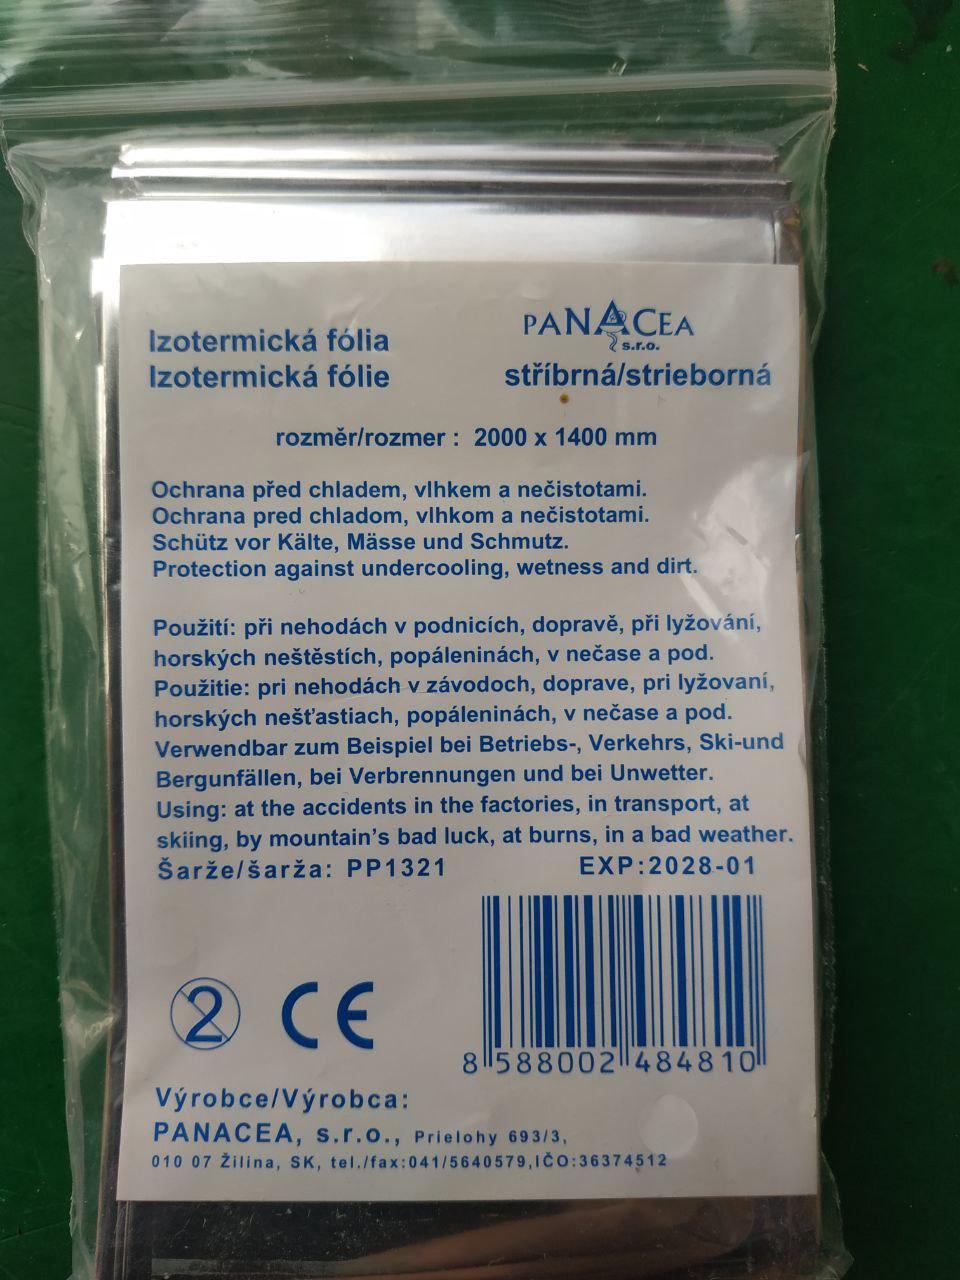 Izotermická fólia
Izotermická fólie
PANACEA
s.r.o.
stříbrná/strieborná
rozměr/rozmer : 2000 x 1400 mm
Ochrana před chladem, vlhkem a nečistotami.
Ochrana pred chladom, vlhkom a nečistotami.
Schütz vor Kälte, Mässe und Schmutz.
Protection against undercooling, wetness and dirt.
Použití: při nehodách v podnicích, dopravě, při lyžování,
horských neštěstích, popáleninách, v nečase a pod.
Použitie: pri nehodách v závodoch, doprave, pri lyžovaní,
horských nešťastiach, popáleninách, v nečase a pod.
Verwendbar zum Beispiel bei Betriebs-, Verkehrs, Ski-und
Bergunfällen, bei Verbrennungen und bei Unwetter.
Using: at the accidents in the factories, in transport, at
skiing, by mountain's bad luck, at burns, in a bad weather.
Šarže/šarža: PP1321 EXP:2028-01
2 CE
8 588002 484810
Výrobce/Výrobca:
PANACEA, s.r.o., Prielohy 693/3,
010 07 Žilina, SK, tel./fax:041/5640579,IČO:36374512